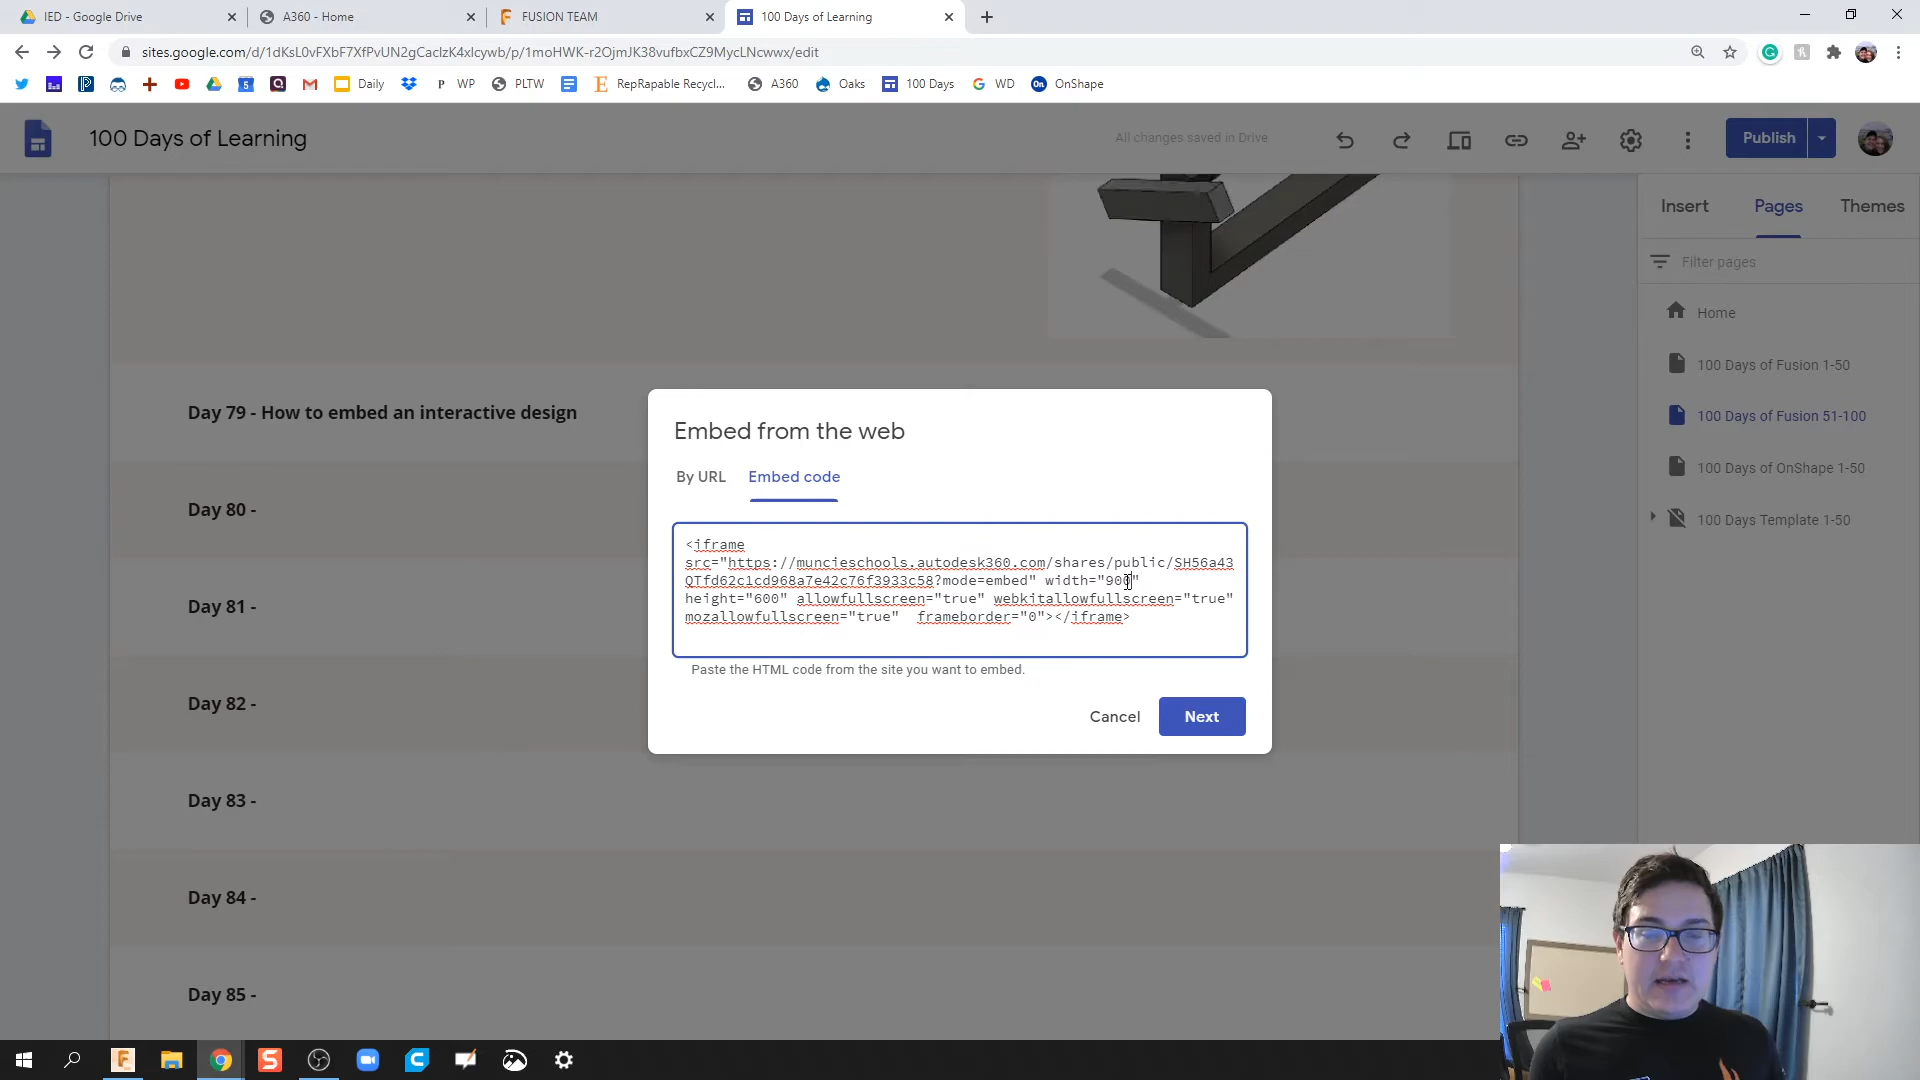 IED - Google Drive
A360 - Home
FUSION TEAM
100 Days of Learning
sites.google.com/d/1dKsL0vFXbF7XfPvUN2gCaclzK4xlcywb/p/1moHWK-r2OjmJK38vufbxCZ9MycLNcwwx/edit
Daily
WP
PLTW
RepRapable Recycl...
A360
Oaks
100 Days
WD
OnShape
100 Days of Learning
All changes saved in Drive
Publish
Insert
Pages
Themes
Filter pages
Home
100 Days of Fusion 1-50
100 Days of Fusion 51-100
100 Days of OnShape 1-50
100 Days Template 1-50
Day 79 - How to embed an interactive design
Day 80 -
Day 81 -
Day 82 -
Day 83 -
Day 84 -
Day 85 -
Embed from the web
By URL
Embed code
<iframe
src="https://muncieschools.autodesk360.com/shares/public/SH56a43
QTfd62c1cd968a7e42c76f3933c58?mode=embed" width="900"
height="600" allowfullscreen="true" webkitallowfullscreen="true"
mozallowfullscreen="true"  frameborder="0"></iframe>
Paste the HTML code from the site you want to embed.
Cancel
Next